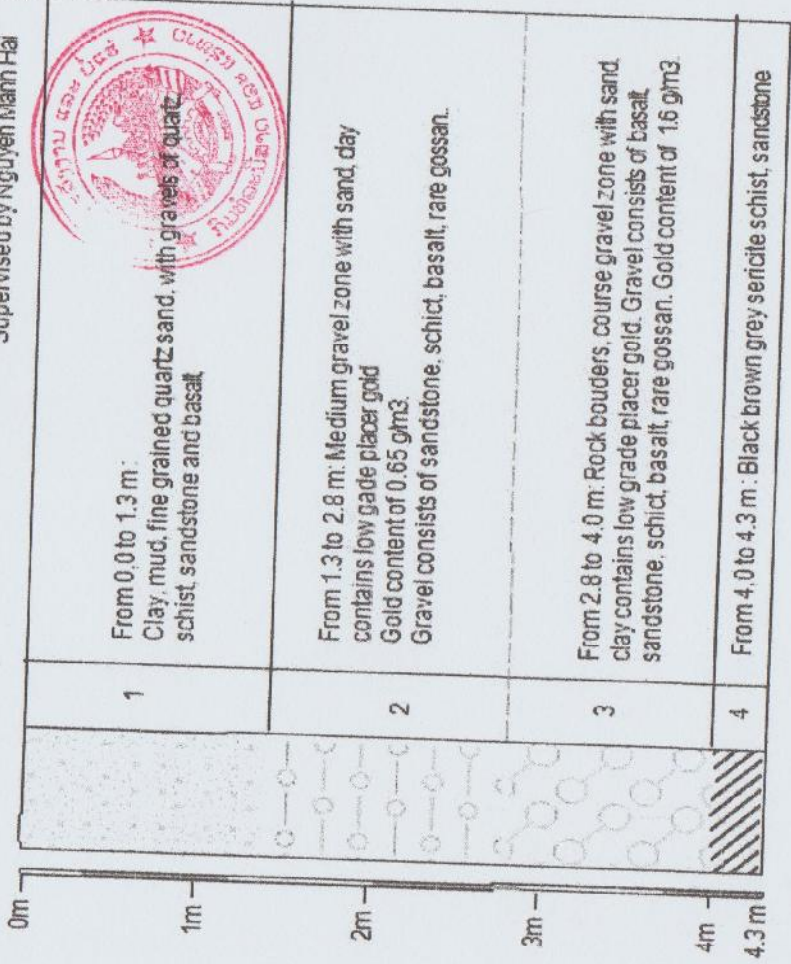 Supervised by Nguyen Mann Hai
0m
1m
2m
3m
4m
4.3 m
1
From 0,0 to 1.3 m :
Clay, mud, fine grained quartz sand, with gravels of quartz,
schist, sandstone and basalt,
2
From 1.3 to 2.8 m: Medium gravel zone with sand, day
contains low gade placer gold
Gold content of 0.65 g/m3.
Gravel consists of sandstone, schict, basalt, rare gossan.
3
From 2.8 to 4.0 m: Rock bouders, course gravel zone with sand,
clay contains low grade placer gold. Gravel consists of basalt,
sandstone, schict, basalt, rare gossan. Gold content of 1.6 g/m3.
4
From 4,0 to 4.3 m : Black brown grey sericite schist, sandstone